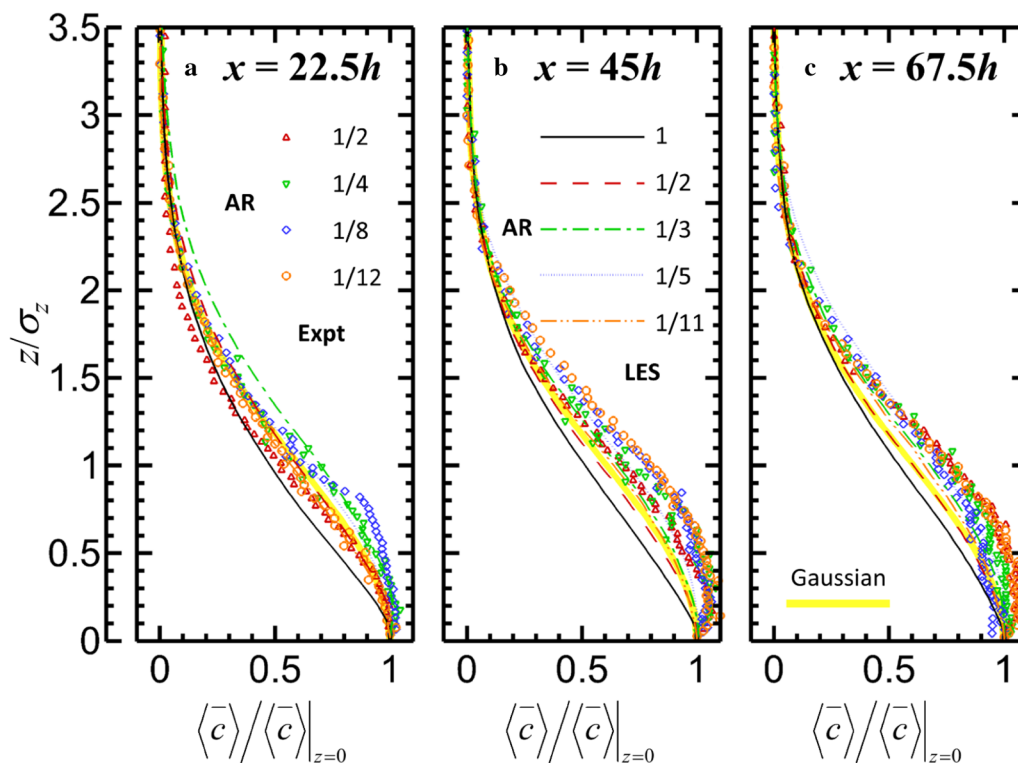 3.5
3
2.5
2
1.5
1
0.5
0
z/σz
a x = 22.5h
1/2
1/4
AR
1/8
1/12
Expt
b x = 45h
1
1/2
AR
1/3
1/5
1/11
LES
c x = 67.5h
Gaussian
0 0.5 1
0 0.5 1
0 0.5 1
⟨c̄⟩/⟨c̄⟩|z=0
⟨c̄⟩/⟨c̄⟩|z=0
⟨c̄⟩/⟨c̄⟩|z=0